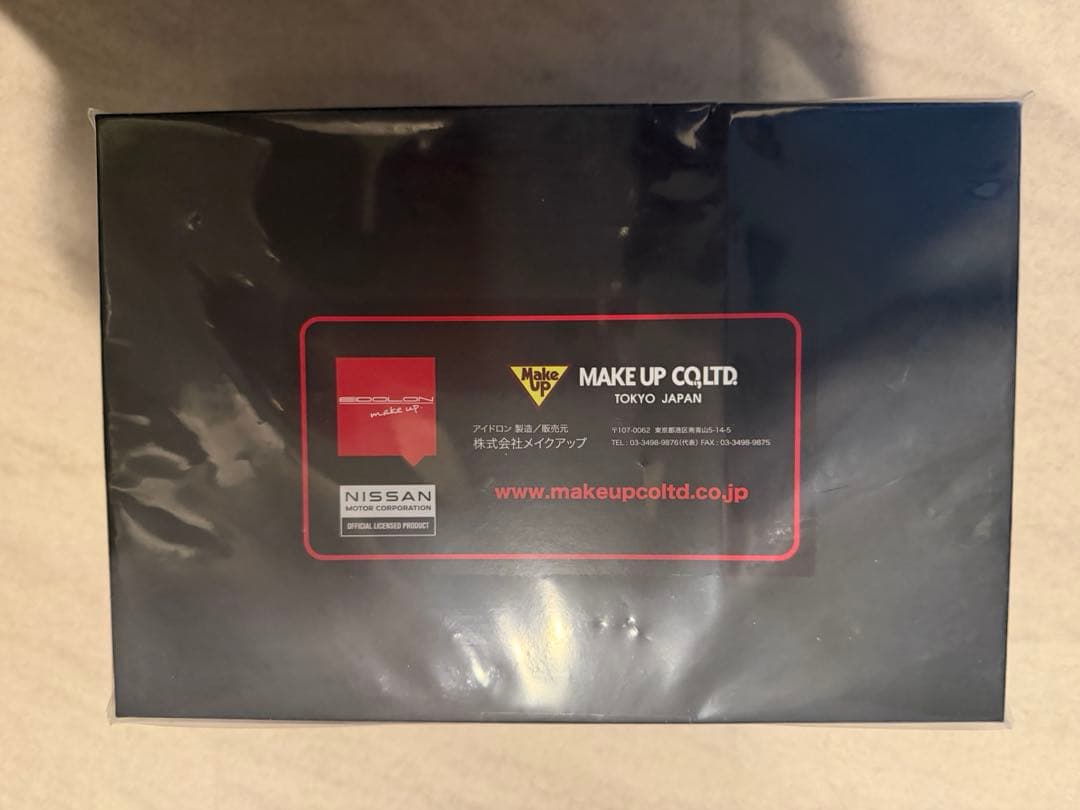 EIDOLON
make up.
Make Up
MAKE UP CO.,LTD.
TOKYO JAPAN
アイドロン 製造／販売元
株式会社メイクアップ
〒107-0062 東京都港区南青山5-14-5
TEL : 03-3498-9876(代表) FAX : 03-3498-9875
www.makeupcoltd.co.jp
NISSAN
MOTOR CORPORATION
OFFICIAL LICENSED PRODUCT